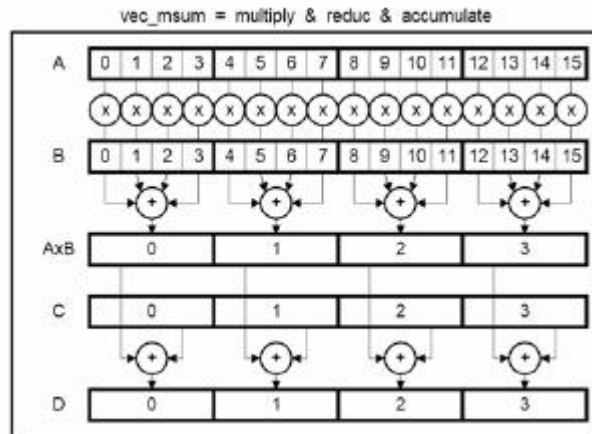 vec_msum = multiply & reduc & accumulate
A 0 1 2 3 4 5 6 7 8 9 10 11 12 13 14 15
x x x x x x x x x x x x x x x x
B 0 1 2 3 4 5 6 7 8 9 10 11 12 13 14 15
+ + + +
AxB 0 1 2 3
C 0 1 2 3
+ + + +
D 0 1 2 3